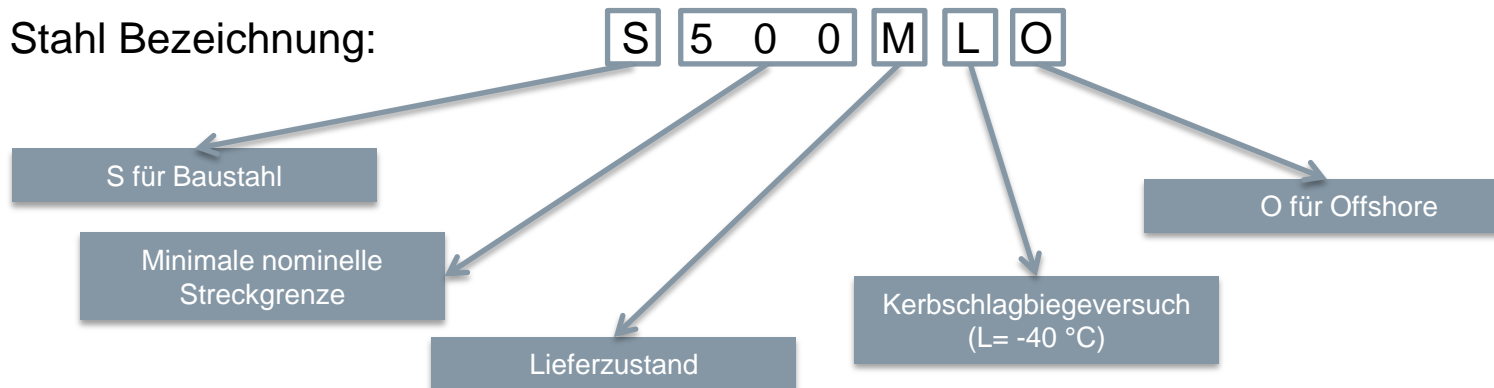 Stahl Bezeichnung: S 5 0 0 M L O
S für Baustahl
O für Offshore
Minimale nominelle
Streckgrenze
Kerbschlagbiegeversuch
(L= -40 °C)
Lieferzustand